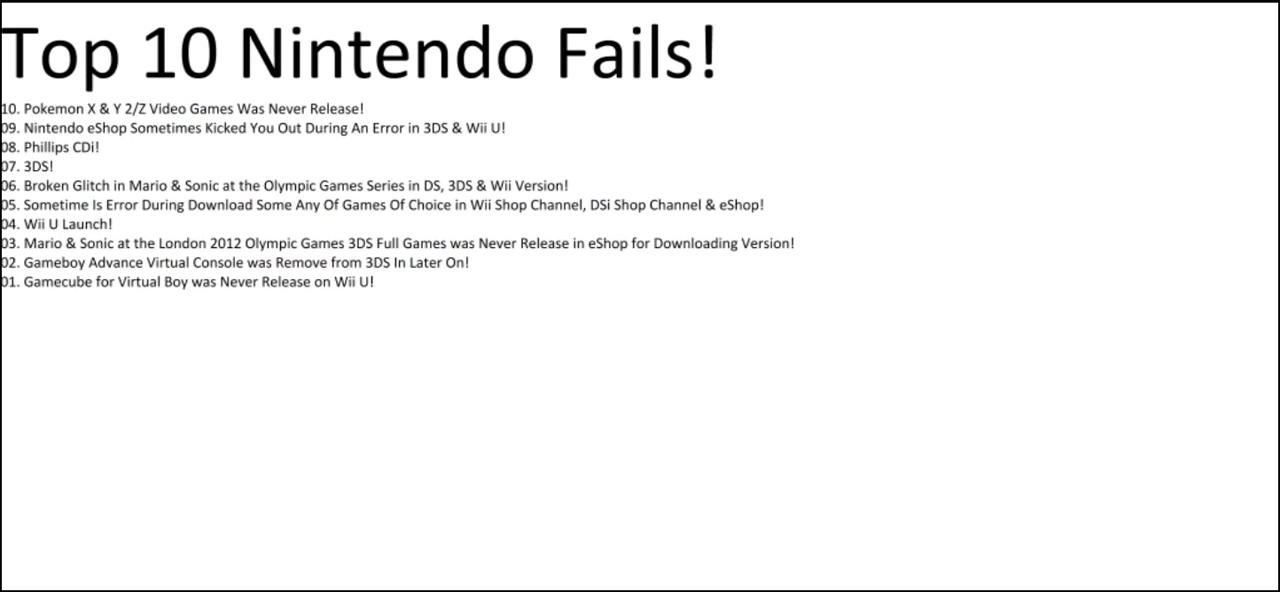 Top 10 Nintendo Fails!
10. Pokemon X & Y 2/Z Video Games Was Never Release!
09. Nintendo eShop Sometimes Kicked You Out During An Error in 3DS & Wii U!
08. Phillips CDi!
07. 3DS!
06. Broken Glitch in Mario & Sonic at the Olympic Games Series in DS, 3DS & Wii Version!
05. Sometime Is Error During Download Some Any Of Games Of Choice in Wii Shop Channel, DSi Shop Channel & eShop!
04. Wii U Launch!
03. Mario & Sonic at the London 2012 Olympic Games 3DS Full Games was Never Release in eShop for Downloading Version!
02. Gameboy Advance Virtual Console was Remove from 3DS In Later On!
01. Gamecube for Virtual Boy was Never Release on Wii U!